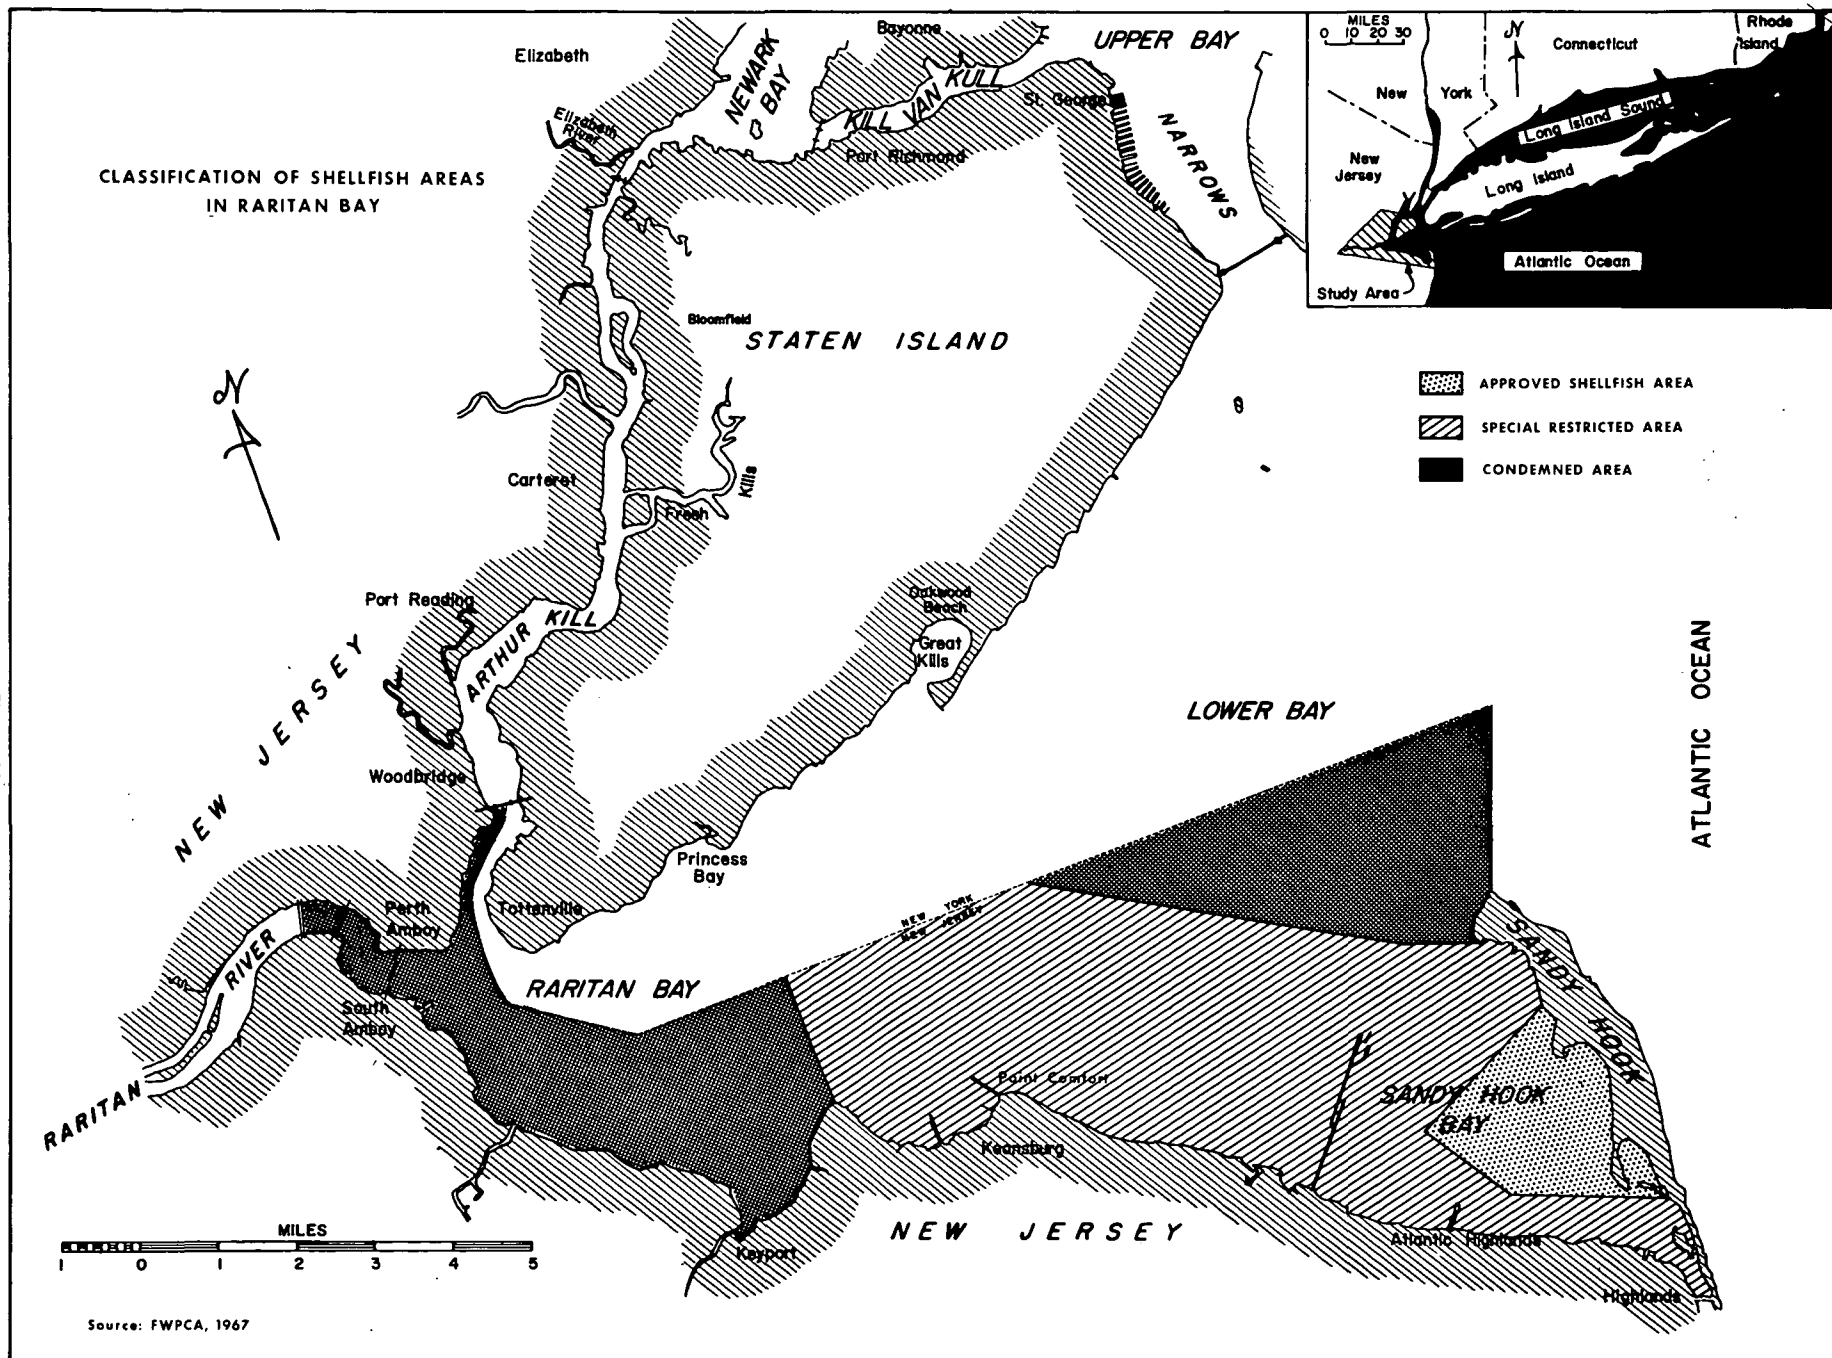 CLASSIFICATION OF SHELLFISH AREAS
IN RARITAN BAY
Elizabeth
Elizabeth
River
NEWARK
BAY
Bayonne
KILL VAN KULL
UPPER BAY
St. George
Port Richmond
NARROWS
MILES
0 10 20 30
N
Connecticut
Rhode
Island
New York
Long Island Sound
New
Jersey
Long Island
Atlantic Ocean
Study Area
Bloomfield
STATEN ISLAND
N
APPROVED SHELLFISH AREA
SPECIAL RESTRICTED AREA
CONDEMNED AREA
Carteret
Fresh
Kills
Port Reading
ARTHUR KILL
Oakwood
Beach
Great
Kills
NEW JERSEY
LOWER BAY
ATLANTIC OCEAN
Woodbridge
Princess
Bay
Perth
Amboy
Tottenville
NEW YORK
NEW JERSEY
SANDY HOOK
RARITAN RIVER
RARITAN BAY
South
Amboy
Point Comfort
SANDY HOOK
BAY
Keansburg
NEW JERSEY
Keyport
Atlantic Highlands
Highlands
MILES
1 0 1 2 3 4 5
Source: FWPCA, 1967